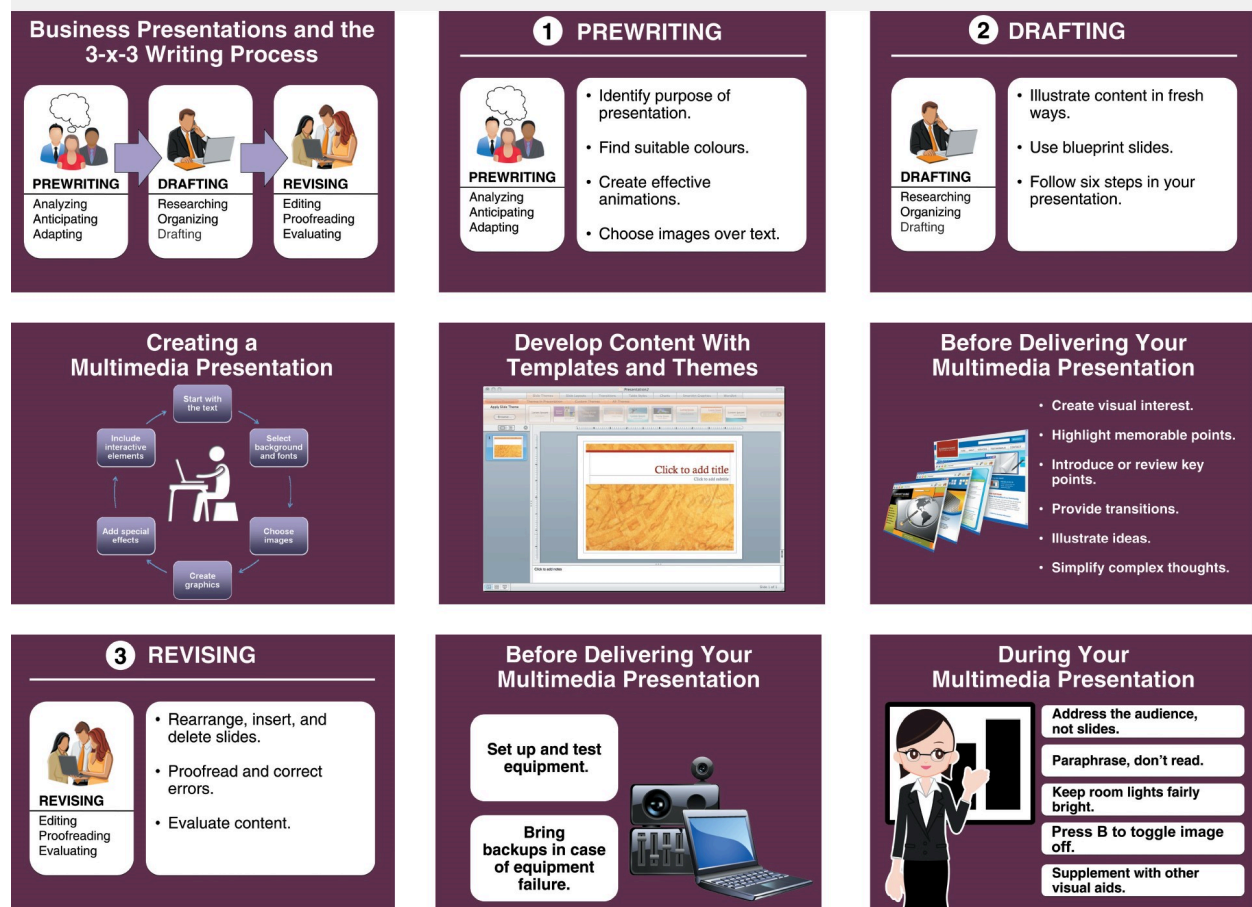 Business Presentations and the
3-x-3 Writing Process
PREWRITING
Analyzing
Anticipating
Adapting
DRAFTING
Researching
Organizing
Drafting
REVISING
Editing
Proofreading
Evaluating
1 PREWRITING
PREWRITING
Analyzing
Anticipating
Adapting
• Identify purpose of
presentation.
• Find suitable colours.
• Create effective
animations.
• Choose images over text.
2 DRAFTING
DRAFTING
Researching
Organizing
Drafting
• Illustrate content in fresh
ways.
• Use blueprint slides.
• Follow six steps in your
presentation.
Creating a
Multimedia Presentation
Start with
the text
Select
background
and fonts
Choose
images
Create
graphics
Add special
effects
Include
interactive
elements
Develop Content With
Templates and Themes
Click to add title
Click to add subtitle
Click to add notes
Before Delivering Your
Multimedia Presentation
• Create visual interest.
• Highlight memorable points.
• Introduce or review key
points.
• Provide transitions.
• Illustrate ideas.
• Simplify complex thoughts.
3 REVISING
REVISING
Editing
Proofreading
Evaluating
• Rearrange, insert, and
delete slides.
• Proofread and correct
errors.
• Evaluate content.
Before Delivering Your
Multimedia Presentation
Set up and test
equipment.
Bring
backups in case
of equipment
failure.
During Your
Multimedia Presentation
Address the audience,
not slides.
Paraphrase, don't read.
Keep room lights fairly
bright.
Press B to toggle image
off.
Supplement with other
visual aids.